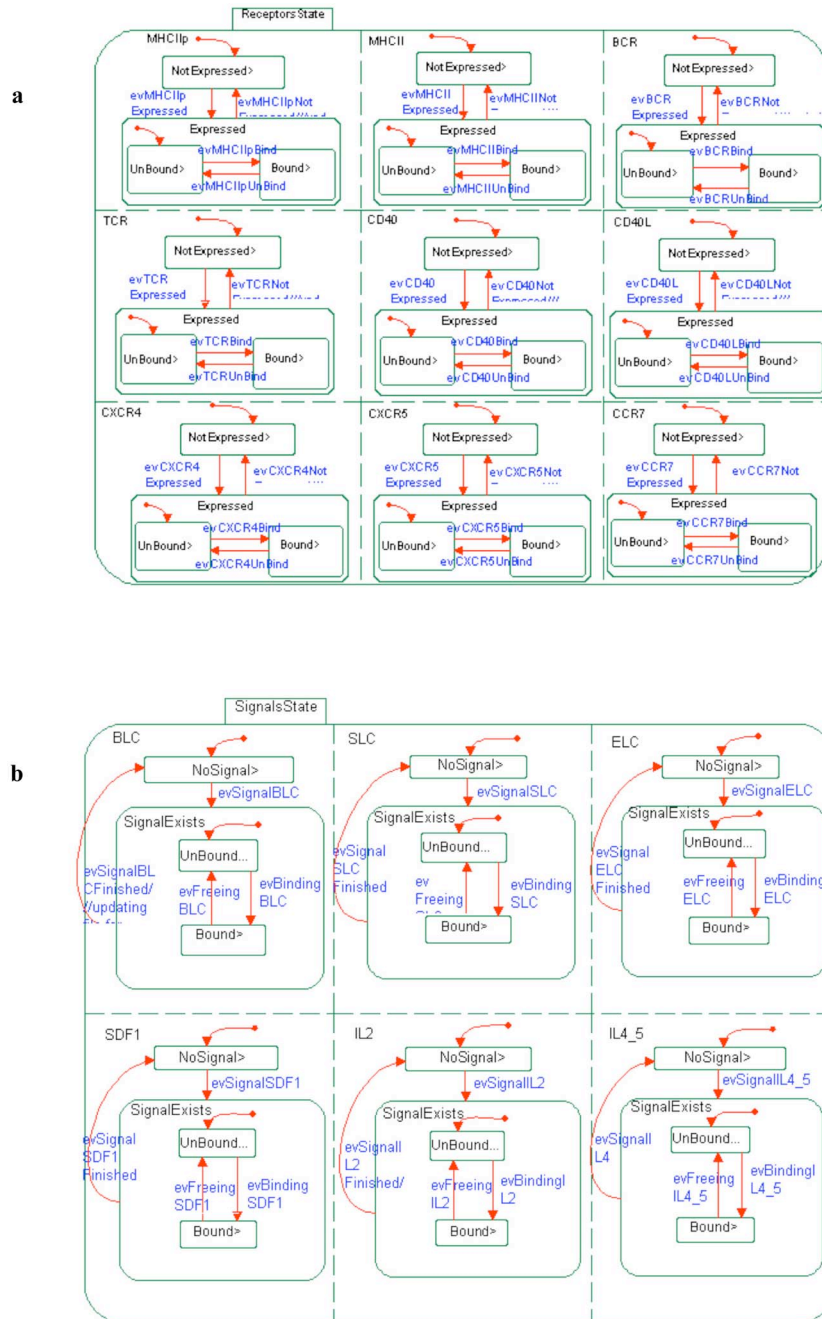 ReceptorsState
a
MHCIIp
NotExpressed>
evMHCIIp
Expressed
evMHCIIpNot
Expressed
UnBound>
evMHCIIpBind
Bound>
evMHCIIpUnBind
MHCII
NotExpressed>
evMHCII
Expressed
evMHCIINot
Expressed
UnBound>
evMHCIIBind
Bound>
evMHCIIUnBind
BCR
NotExpressed>
evBCR
Expressed
evBCRNot
Expressed
UnBound>
evBCRBind
Bound>
evBCRUnBind
TCR
NotExpressed>
evTCR
Expressed
evTCRNot
Expressed
UnBound>
evTCRBind
Bound>
evTCRUnBind
CD40
NotExpressed>
evCD40
Expressed
evCD40Not
Expressed
UnBound>
evCD40Bind
Bound>
evCD40UnBind
CD40L
NotExpressed>
evCD40L
Expressed
evCD40LNot
Expressed
UnBound>
evCD40LBind
Bound>
evCD40LUnBind
CXCR4
NotExpressed>
evCXCR4
Expressed
evCXCR4Not
Expressed
UnBound>
evCXCR4Bind
Bound>
evCXCR4UnBind
CXCR5
NotExpressed>
evCXCR5
Expressed
evCXCR5Not
Expressed
UnBound>
evCXCR5Bind
Bound>
evCXCR5UnBind
CCR7
NotExpressed>
evCCR7
Expressed
evCCR7Not
Expressed
UnBound>
evCCR7Bind
Bound>
evCCR7UnBind
SignalsState
b
BLC
NoSignal>
evSignalBLC
SignalExists
UnBound...
evSignalBL
CFinished/
//updating
evFreeing
BLC
evBinding
BLC
Bound>
SLC
NoSignal>
evSignalSLC
SignalExists
UnBound...
evSignal
SLC
Finished
ev
Freeing
evBinding
SLC
Bound>
ELC
NoSignal>
evSignalELC
SignalExists
UnBound...
evSignal
ELC
Finished
evFreeing
ELC
evBinding
ELC
Bound>
SDF1
NoSignal>
evSignalSDF1
SignalExists
UnBound...
evSignal
SDF1
Finished
evFreeing
SDF1
evBinding
SDF1
Bound>
IL2
NoSignal>
evSignalIL2
SignalExists
UnBound...
evSignalI
L2
Finished/
evFreeing
IL2
evBindingI
L2
Bound>
IL4_5
NoSignal>
evSignalIL4_5
SignalExists
UnBound...
evSignalI
L4
evFreeing
IL4_5
evBindingI
L4_5
Bound>